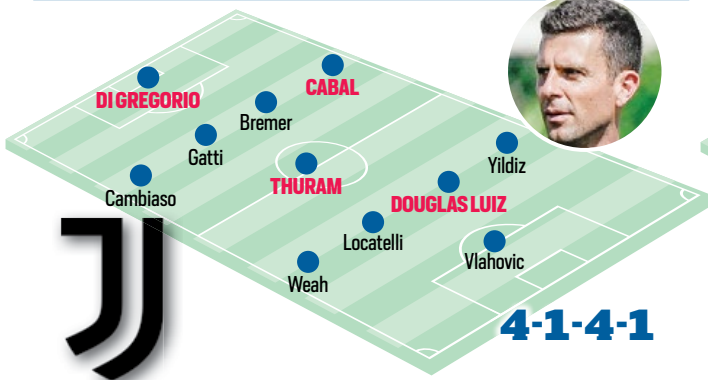 DI GREGORIO
CABAL
Bremer
Gatti
Cambiaso
THURAM
Yildiz
DOUGLAS LUIZ
Locatelli
Weah
Vlahovic
4-1-4-1